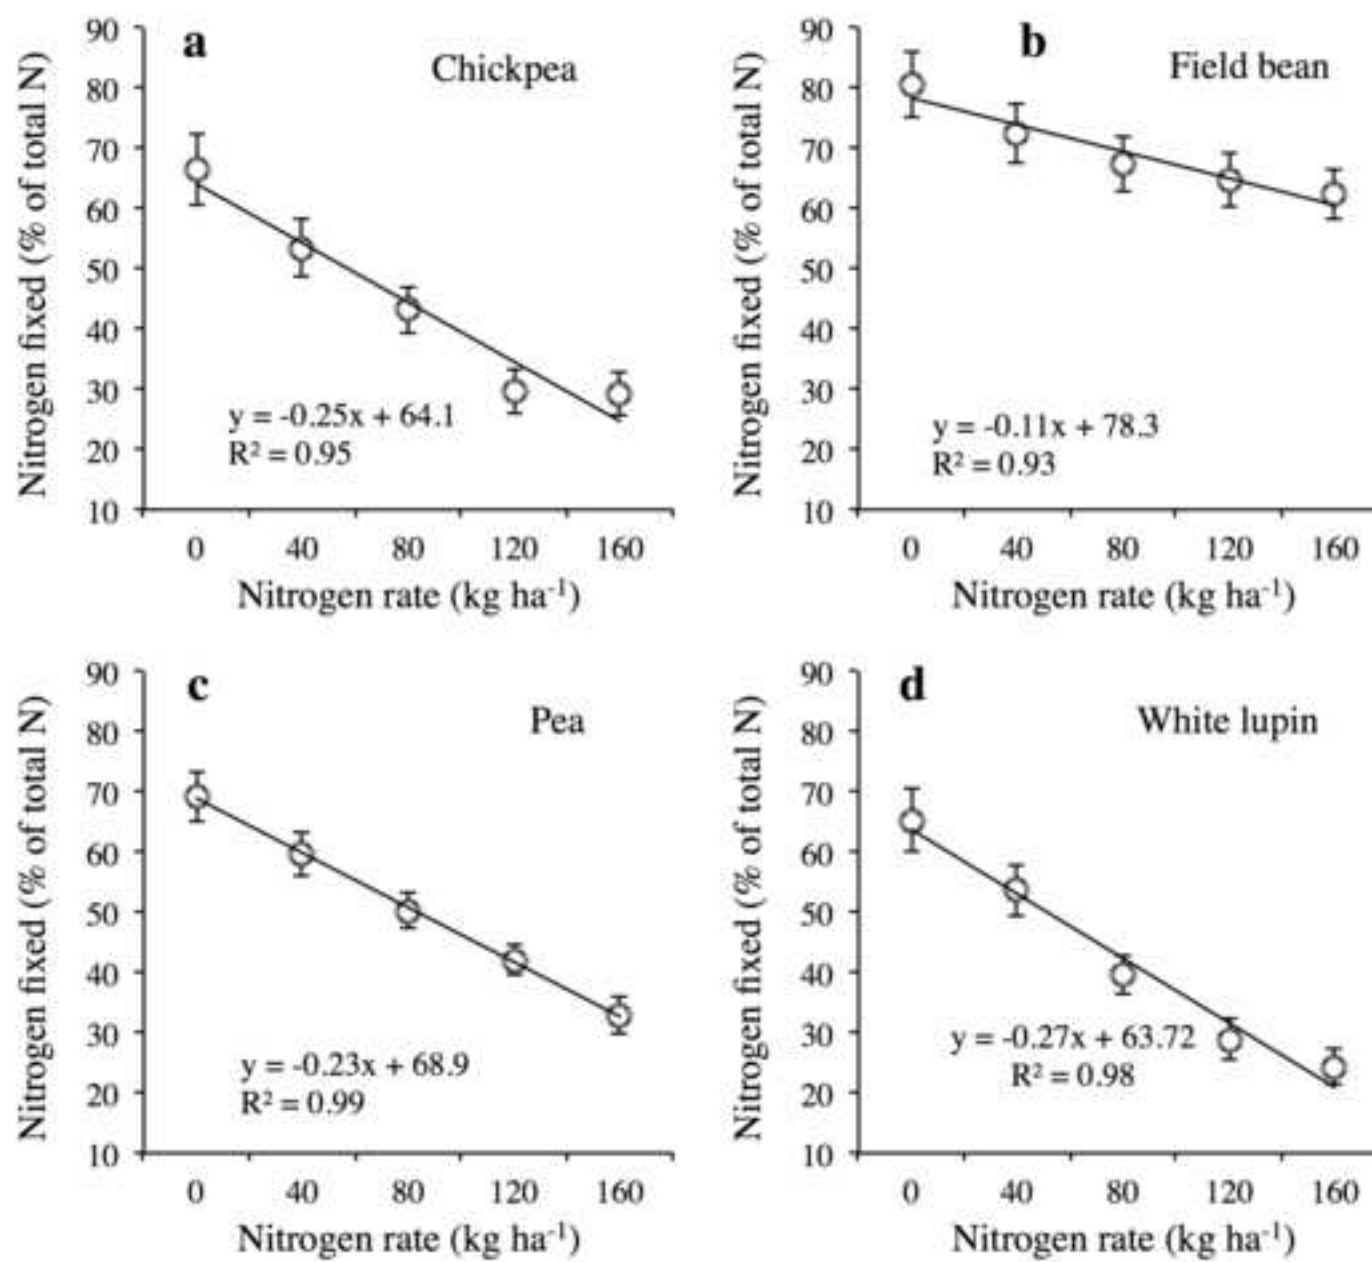 a
Chickpea
Nitrogen fixed (% of total N)
90
80
70
60
50
40
30
20
10
y = -0.25x + 64.1
R² = 0.95
0 40 80 120 160
Nitrogen rate (kg ha⁻¹)
b
Field bean
Nitrogen fixed (% of total N)
90
80
70
60
50
40
30
20
10
y = -0.11x + 78.3
R² = 0.93
0 40 80 120 160
Nitrogen rate (kg ha⁻¹)
c
Pea
Nitrogen fixed (% of total N)
90
80
70
60
50
40
30
20
10
y = -0.23x + 68.9
R² = 0.99
0 40 80 120 160
Nitrogen rate (kg ha⁻¹)
d
White lupin
Nitrogen fixed (% of total N)
90
80
70
60
50
40
30
20
10
y = -0.27x + 63.72
R² = 0.98
0 40 80 120 160
Nitrogen rate (kg ha⁻¹)